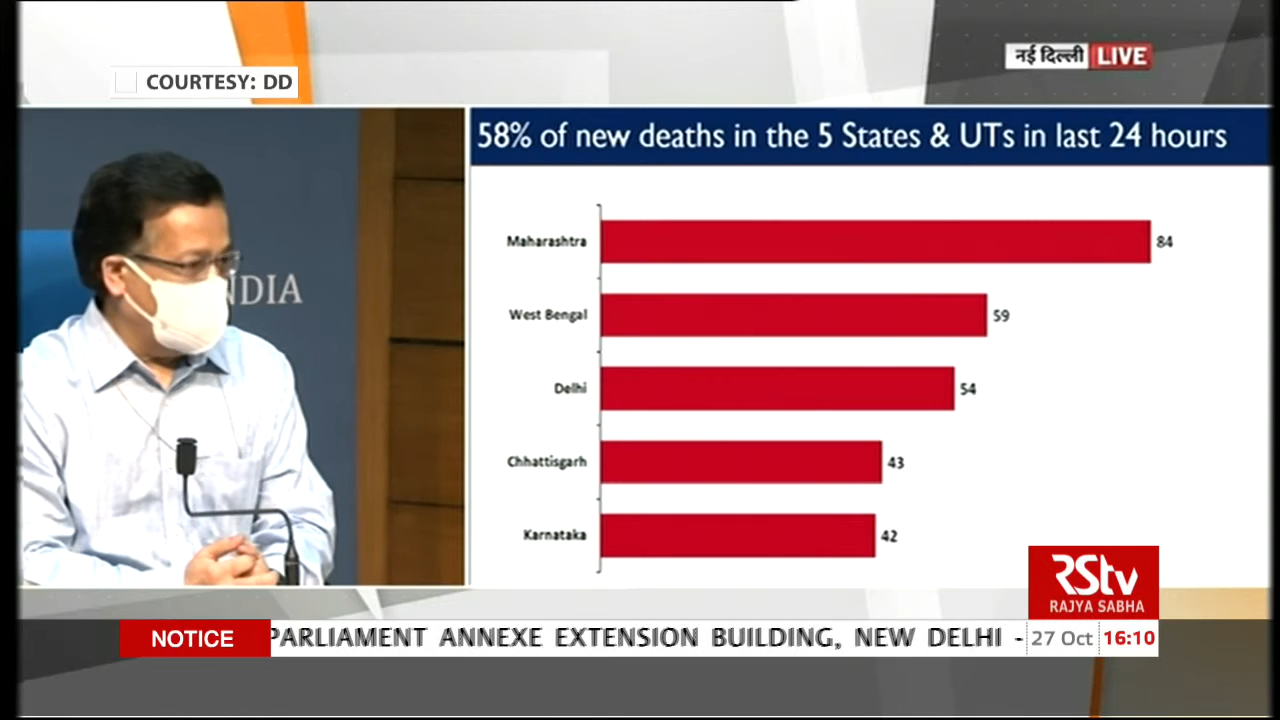 COURTESY: DD
नई दिल्ली LIVE
58% of new deaths in the 5 States & UTs in last 24 hours
Maharashtra 84
West Bengal 59
Delhi 54
Chhattisgarh 43
Karnataka 42
NDIA
RStv
RAJYA SABHA
NOTICE PARLIAMENT ANNEXE EXTENSION BUILDING, NEW DELHI - 27 Oct 16:10